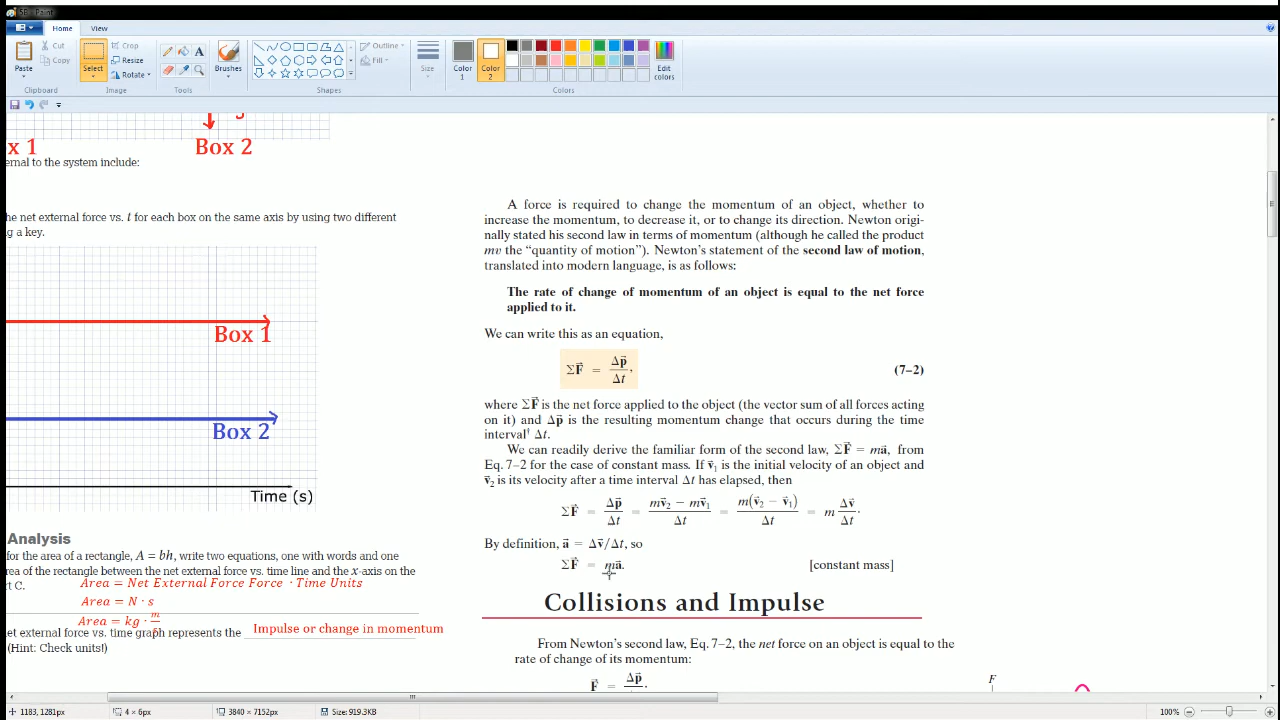 5B - Paint
Home View
Paste
Cut
Copy
Clipboard
Select
Crop
Resize
Rotate
Image
A
Tools
Brushes
Outline
Fill
Shapes
Size
Color 1
Color 2
Edit colors
Colors
x 1
Box 2
ernal to the system include:
he net external force vs. t for each box on the same axis by using two different
g a key.
Box 1
Box 2
Time (s)
Analysis
for the area of a rectangle, A = bh, write two equations, one with words and one
rea of the rectangle between the net external force vs. time line and the x-axis on the
t C.
Area = Net External Force Force · Time Units
Area = N · s
Area = kg · m/s
et external force vs. time graph represents the Impulse or change in momentum
(Hint: Check units!)
A force is required to change the momentum of an object, whether to
increase the momentum, to decrease it, or to change its direction. Newton origi-
nally stated his second law in terms of momentum (although he called the product
mv the “quantity of motion”). Newton’s statement of the second law of motion,
translated into modern language, is as follows:
The rate of change of momentum of an object is equal to the net force
applied to it.
We can write this as an equation,
ΣF⃗ = Δp⃗/Δt, (7–2)
where ΣF⃗ is the net force applied to the object (the vector sum of all forces acting
on it) and Δp⃗ is the resulting momentum change that occurs during the time
interval† Δt.
We can readily derive the familiar form of the second law, ΣF⃗ = ma⃗, from
Eq. 7–2 for the case of constant mass. If v⃗₁ is the initial velocity of an object and
v⃗₂ is its velocity after a time interval Δt has elapsed, then
ΣF⃗ = Δp⃗/Δt = mv⃗₂ − mv⃗₁/Δt = m(v⃗₂ − v⃗₁)/Δt = m Δv⃗/Δt.
By definition, a⃗ = Δv⃗/Δt, so
ΣF⃗ = ma⃗. [constant mass]
Collisions and Impulse
From Newton’s second law, Eq. 7–2, the net force on an object is equal to the
rate of change of its momentum:
F⃗ = Δp⃗
F
1183, 1281px 4 × 6px 3840 × 7152px Size: 919.3KB 100%